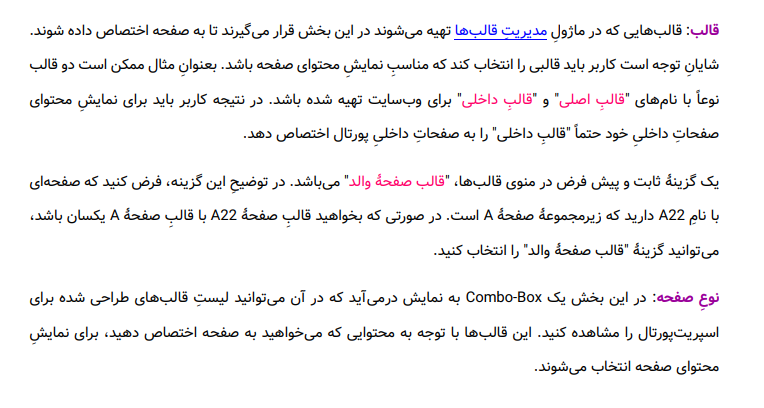 قالب: قالب‌هایی که در ماژولِ مدیریتِ قالب‌ها تهیه می‌شوند در این بخش قرار می‌گیرند تا به صفحه اختصاص داده شوند.
شایانِ توجه است کاربر باید قالبی را انتخاب کند که مناسبِ نمایشِ محتوای صفحه باشد. بعنوانِ مثال ممکن است دو قالب
نوعاً با نام‌های "قالبِ اصلی" و "قالبِ داخلی" برای وب‌سایت تهیه شده باشد. در نتیجه کاربر باید برای نمایشِ محتوای
صفحاتِ داخلیِ خود حتماً "قالبِ داخلی" را به صفحاتِ داخلیِ پورتال اختصاص دهد.
یک گزینهٔ ثابت و پیش فرض در منوی قالب‌ها، "قالب صفحهٔ والد" می‌باشد. در توضیحِ این گزینه، فرض کنید که صفحه‌ای
با نامِ A22 دارید که زیرمجموعهٔ صفحهٔ A است. در صورتی که بخواهید قالبِ صفحهٔ A22 با قالبِ صفحهٔ A یکسان باشد،
می‌توانید گزینهٔ "قالب صفحهٔ والد" را انتخاب کنید.
نوعِ صفحه: در این بخش یک Combo-Box به نمایش درمی‌آید که در آن می‌توانید لیستِ قالب‌های طراحی شده برای
اسپریت‌پورتال را مشاهده کنید. این قالب‌ها با توجه به محتوایی که می‌خواهید به صفحه اختصاص دهید، برای نمایشِ
محتوای صفحه انتخاب می‌شوند.